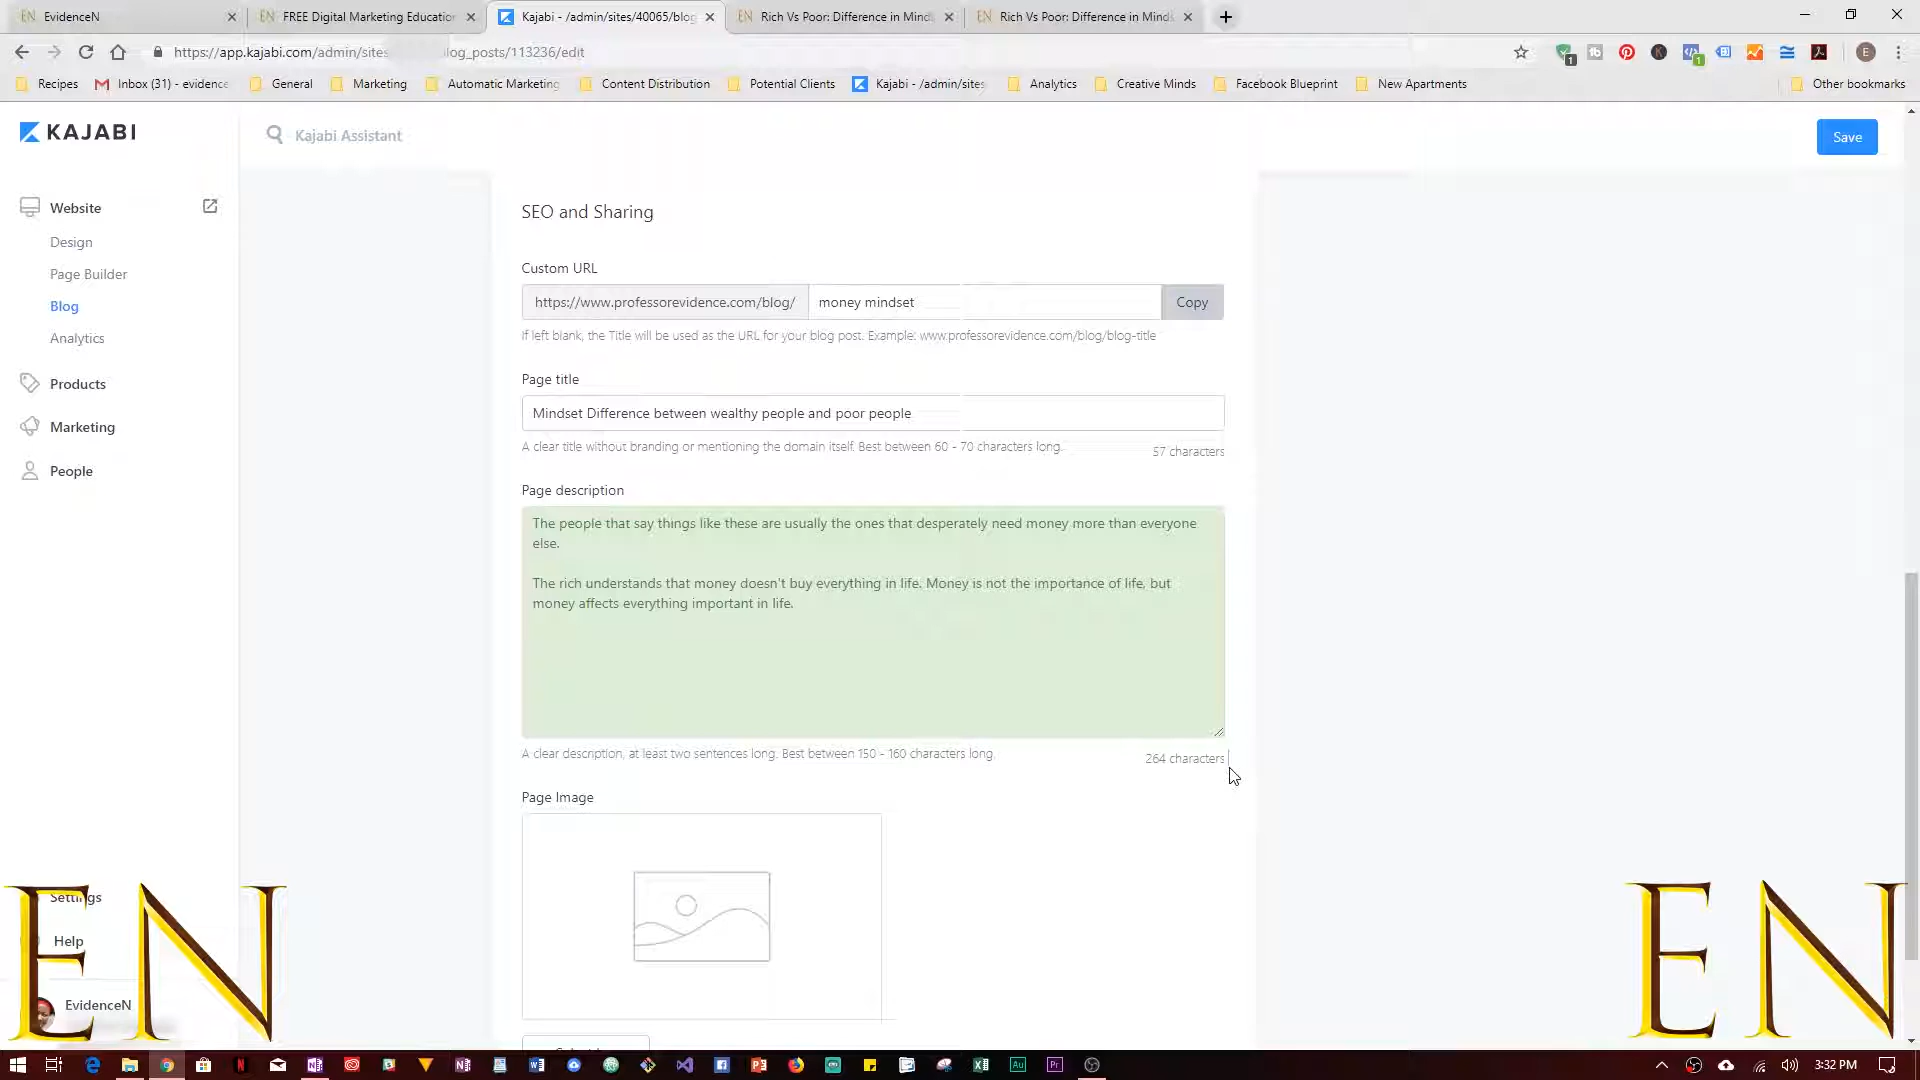 EvidenceN
FREE Digital Marketing Education
Kajabi - /admin/sites/40065/blog
Rich Vs Poor: Difference in Minds
Rich Vs Poor: Difference in Minds
https://app.kajabi.com/admin/sites log_posts/113236/edit
Recipes
Inbox (31) - evidence
General
Marketing
Automatic Marketing
Content Distribution
Potential Clients
Kajabi - /admin/sites
Analytics
Creative Minds
Facebook Blueprint
New Apartments
Other bookmarks
KAJABI
Kajabi Assistant
Save
Website
Design
Page Builder
Blog
Analytics
Products
Marketing
People
Settings
Help
EvidenceN
SEO and Sharing
Custom URL
https://www.professorevidence.com/blog/ money mindset Copy
If left blank, the Title will be used as the URL for your blog post. Example: www.professorevidence.com/blog/blog-title
Page title
Mindset Difference between wealthy people and poor people
A clear title without branding or mentioning the domain itself. Best between 60 - 70 characters long.
57 characters
Page description
The people that say things like these are usually the ones that desperately need money more than everyone
else.
The rich understands that money doesn't buy everything in life. Money is not the importance of life, but
money affects everything important in life.
A clear description, at least two sentences long. Best between 150 - 160 characters long.
264 characters
Page Image
EN
EN
3:32 PM